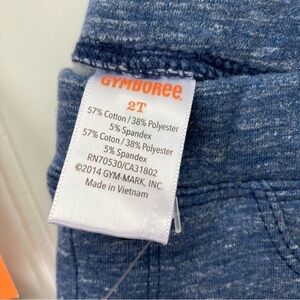 GYMBOREE
2T
57% Cotton / 38% Polyester
5% Spandex
57% Cotton / 38% Polyester
5% Spandex
RN70530/CA31802
©2014 GYM-MARK, INC.
Made in Vietnam